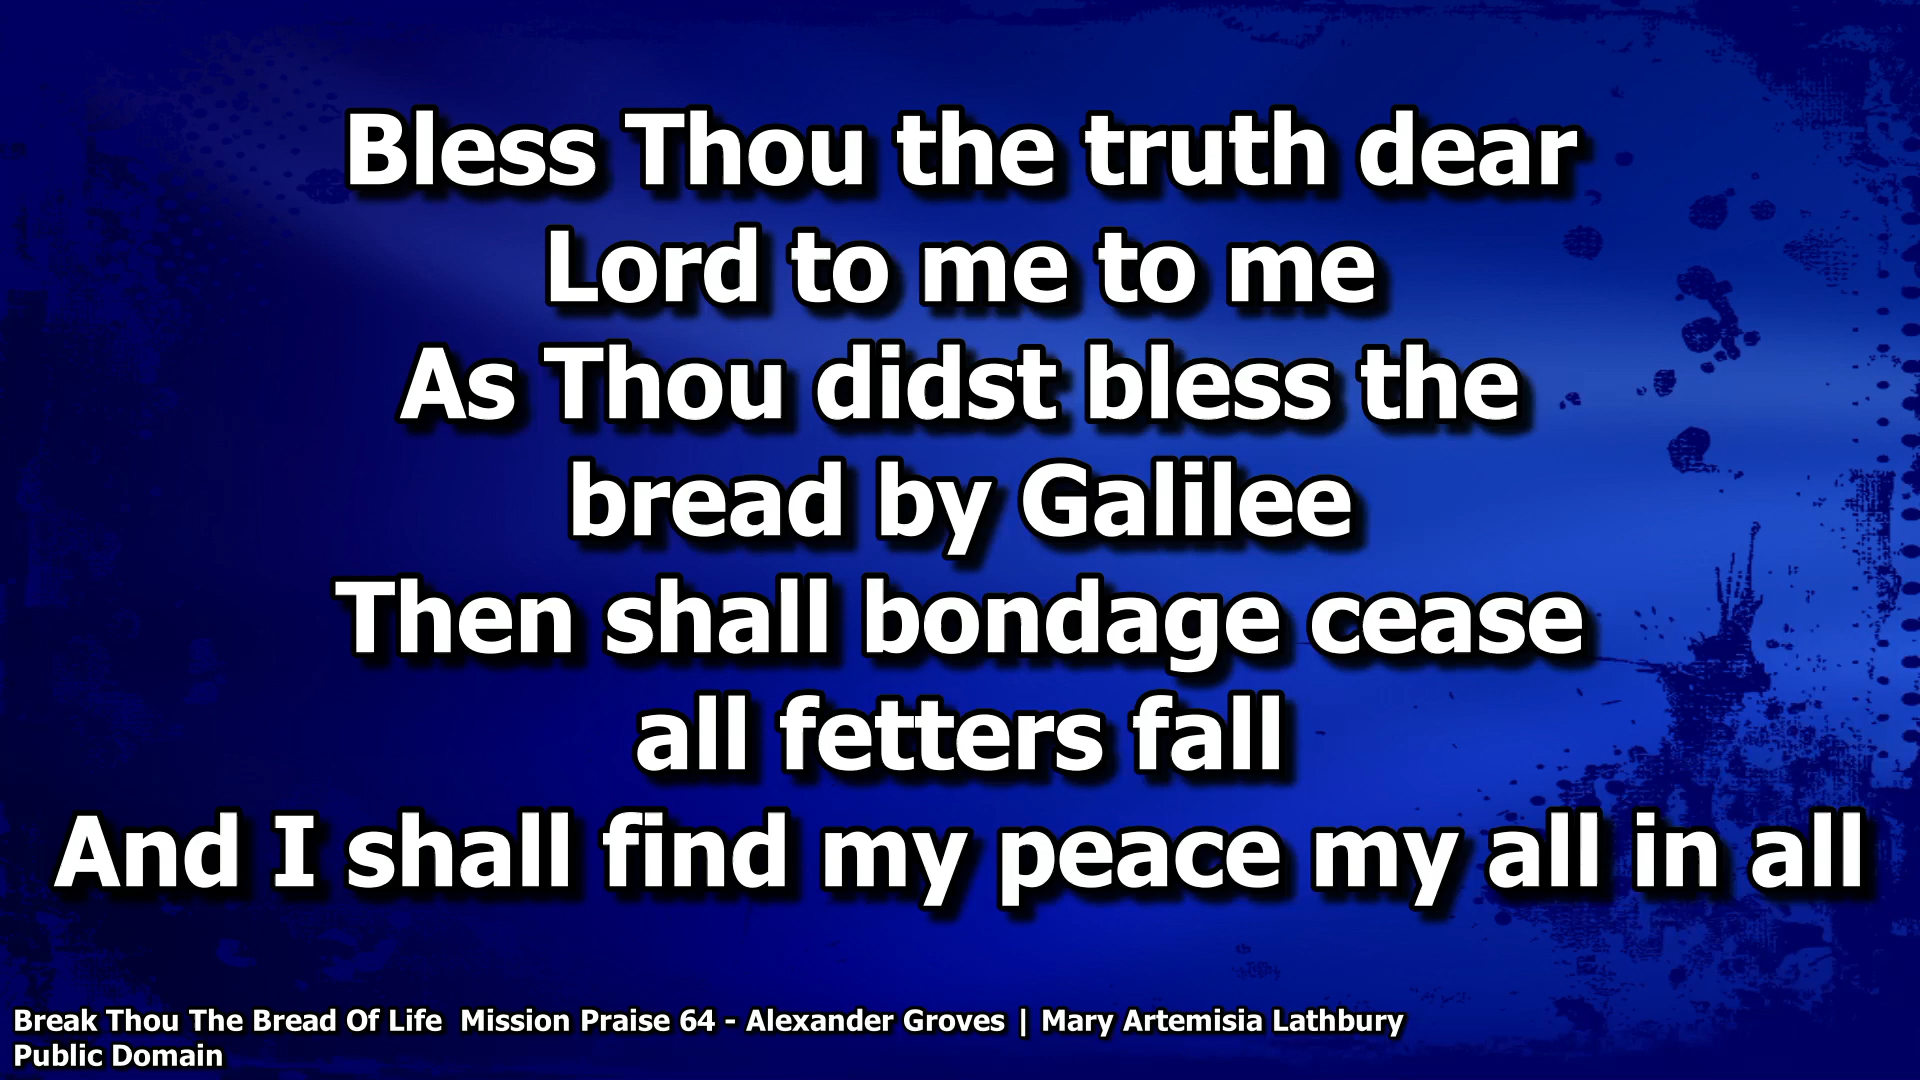 Bless Thou the truth dear
Lord to me to me
As Thou didst bless the
bread by Galilee
Then shall bondage cease
all fetters fall
And I shall find my peace my all in all
Break Thou The Bread Of Life  Mission Praise 64 - Alexander Groves | Mary Artemisia Lathbury
Public Domain